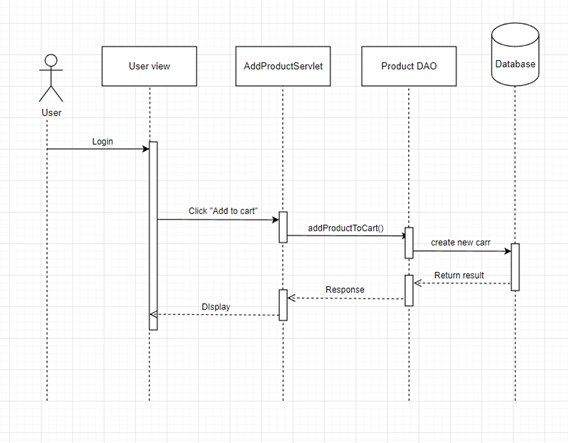 User view
AddProductServlet
Product DAO
Database
User
Login
Click "Add to cart"
addProductToCart()
create new carr
Return result
Response
DIsplay